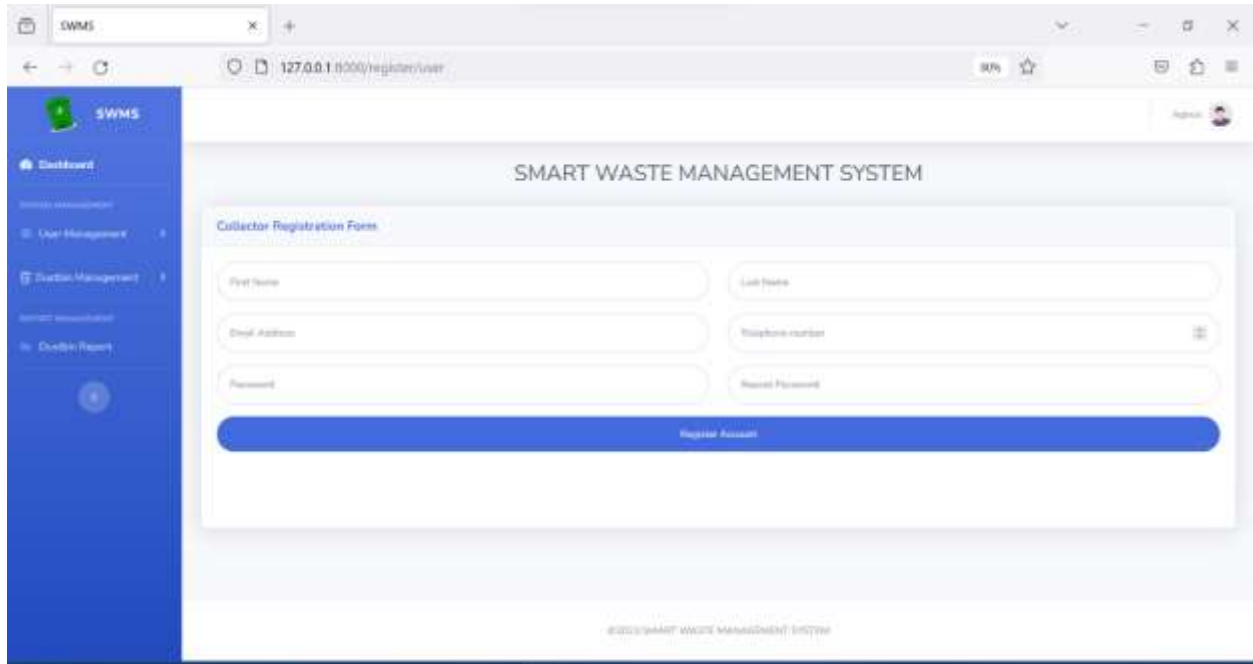 SWMS
127.0.0.1:8000/register/user
80%
SWMS
Admin
Dashboard
SMART WASTE MANAGEMENT SYSTEM
User Management
Collector Registration Form
Dustbin Management
First Name
Last Name
Email Address
Telephone number
Dustbin Report
Password
Repeat Password
Register Account
SMART WASTE MANAGEMENT SYSTEM